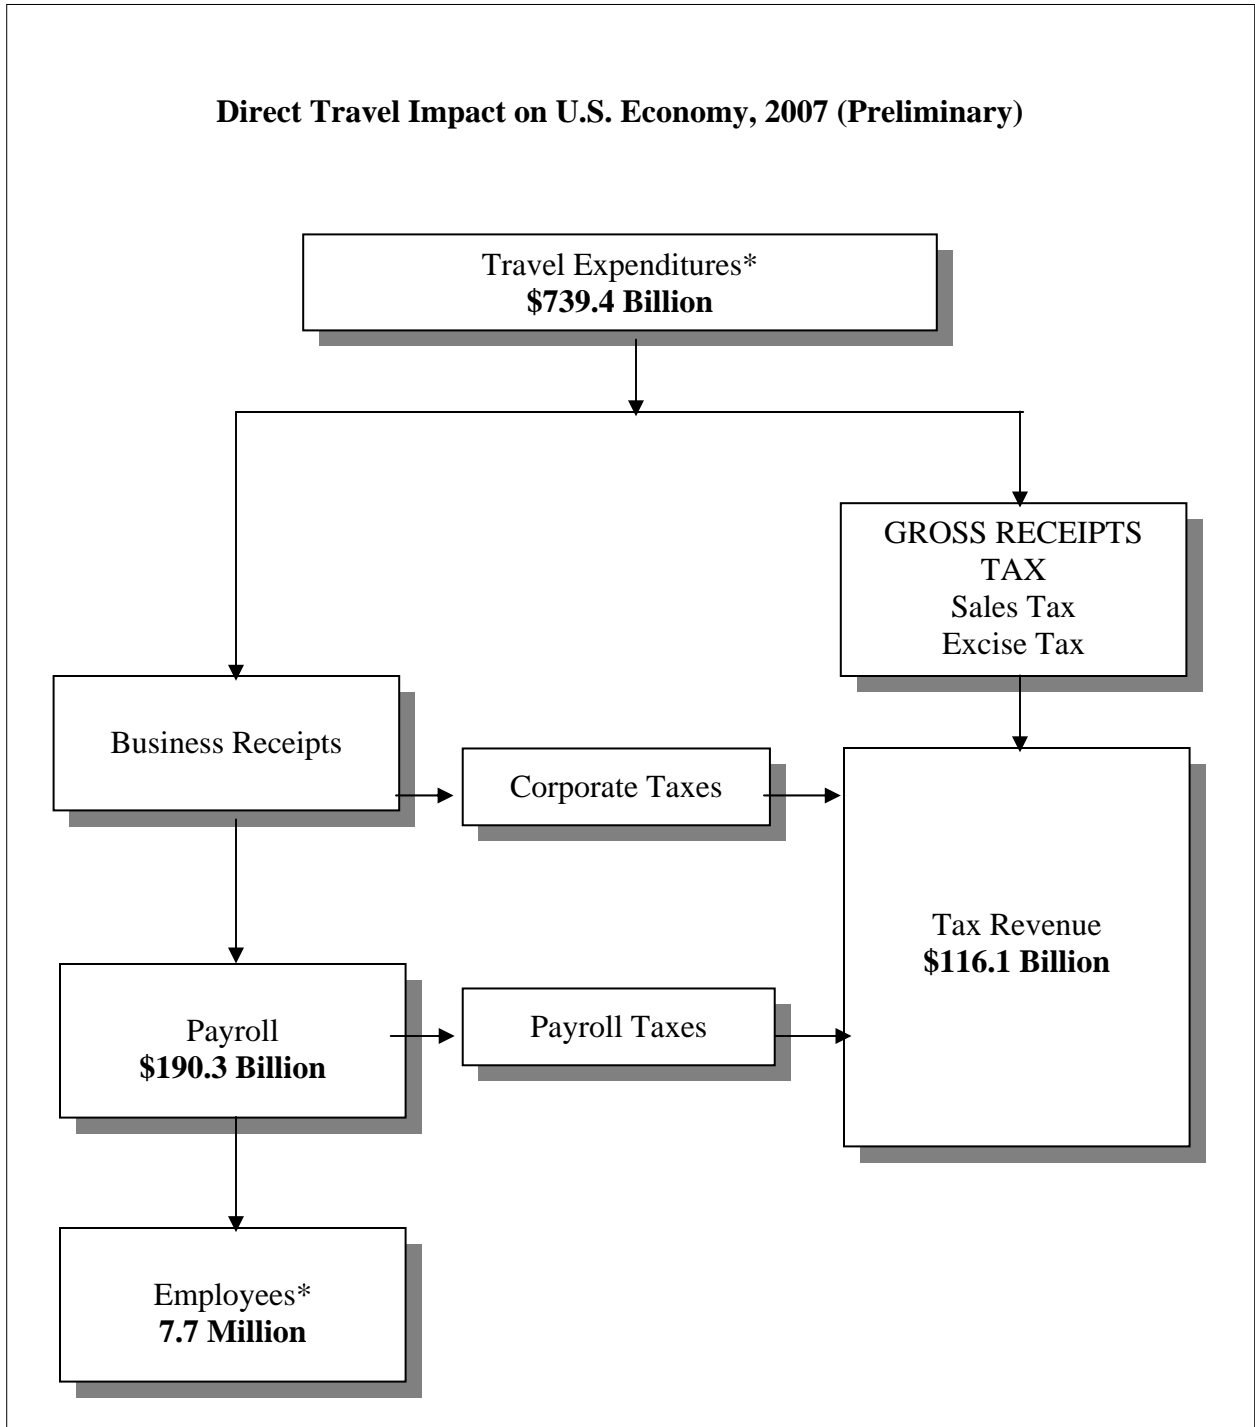 Direct Travel Impact on U.S. Economy, 2007 (Preliminary)
Travel Expenditures*
$739.4 Billion
GROSS RECEIPTS
TAX
Sales Tax
Excise Tax
Business Receipts
Corporate Taxes
Tax Revenue
$116.1 Billion
Payroll
$190.3 Billion
Payroll Taxes
Employees*
7.7 Million